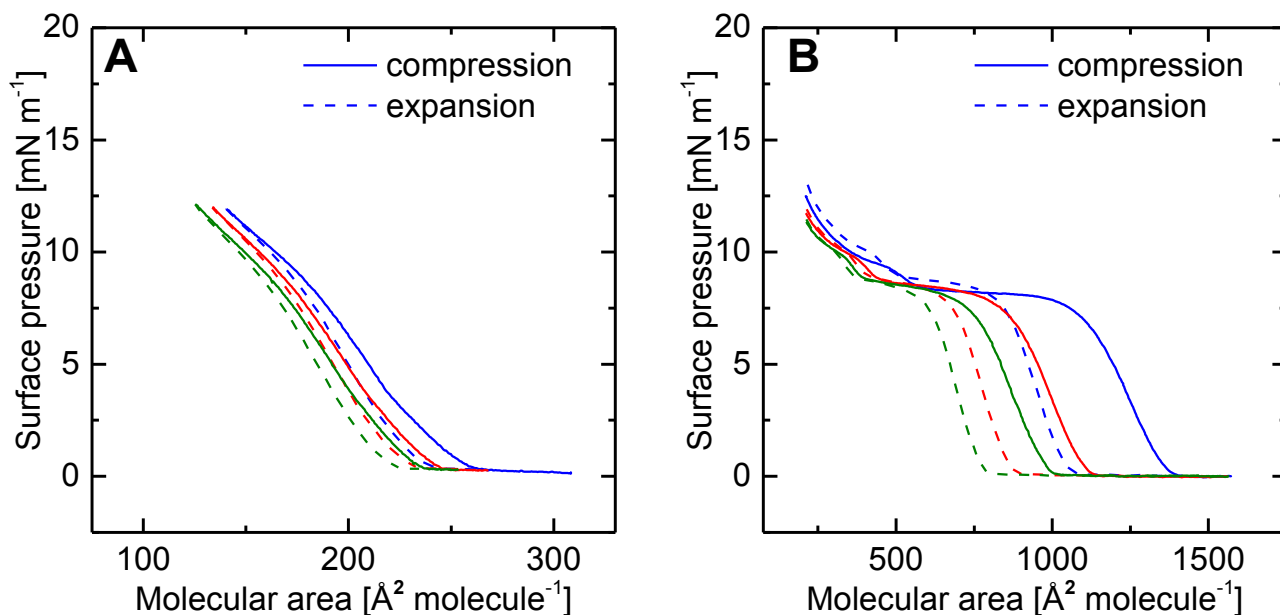 A
compression
expansion
20
15
10
5
0
Surface pressure [mN m⁻¹]
100
200
300
Molecular area [Å² molecule⁻¹]
B
compression
expansion
20
15
10
5
0
Surface pressure [mN m⁻¹]
500
1000
1500
Molecular area [Å² molecule⁻¹]